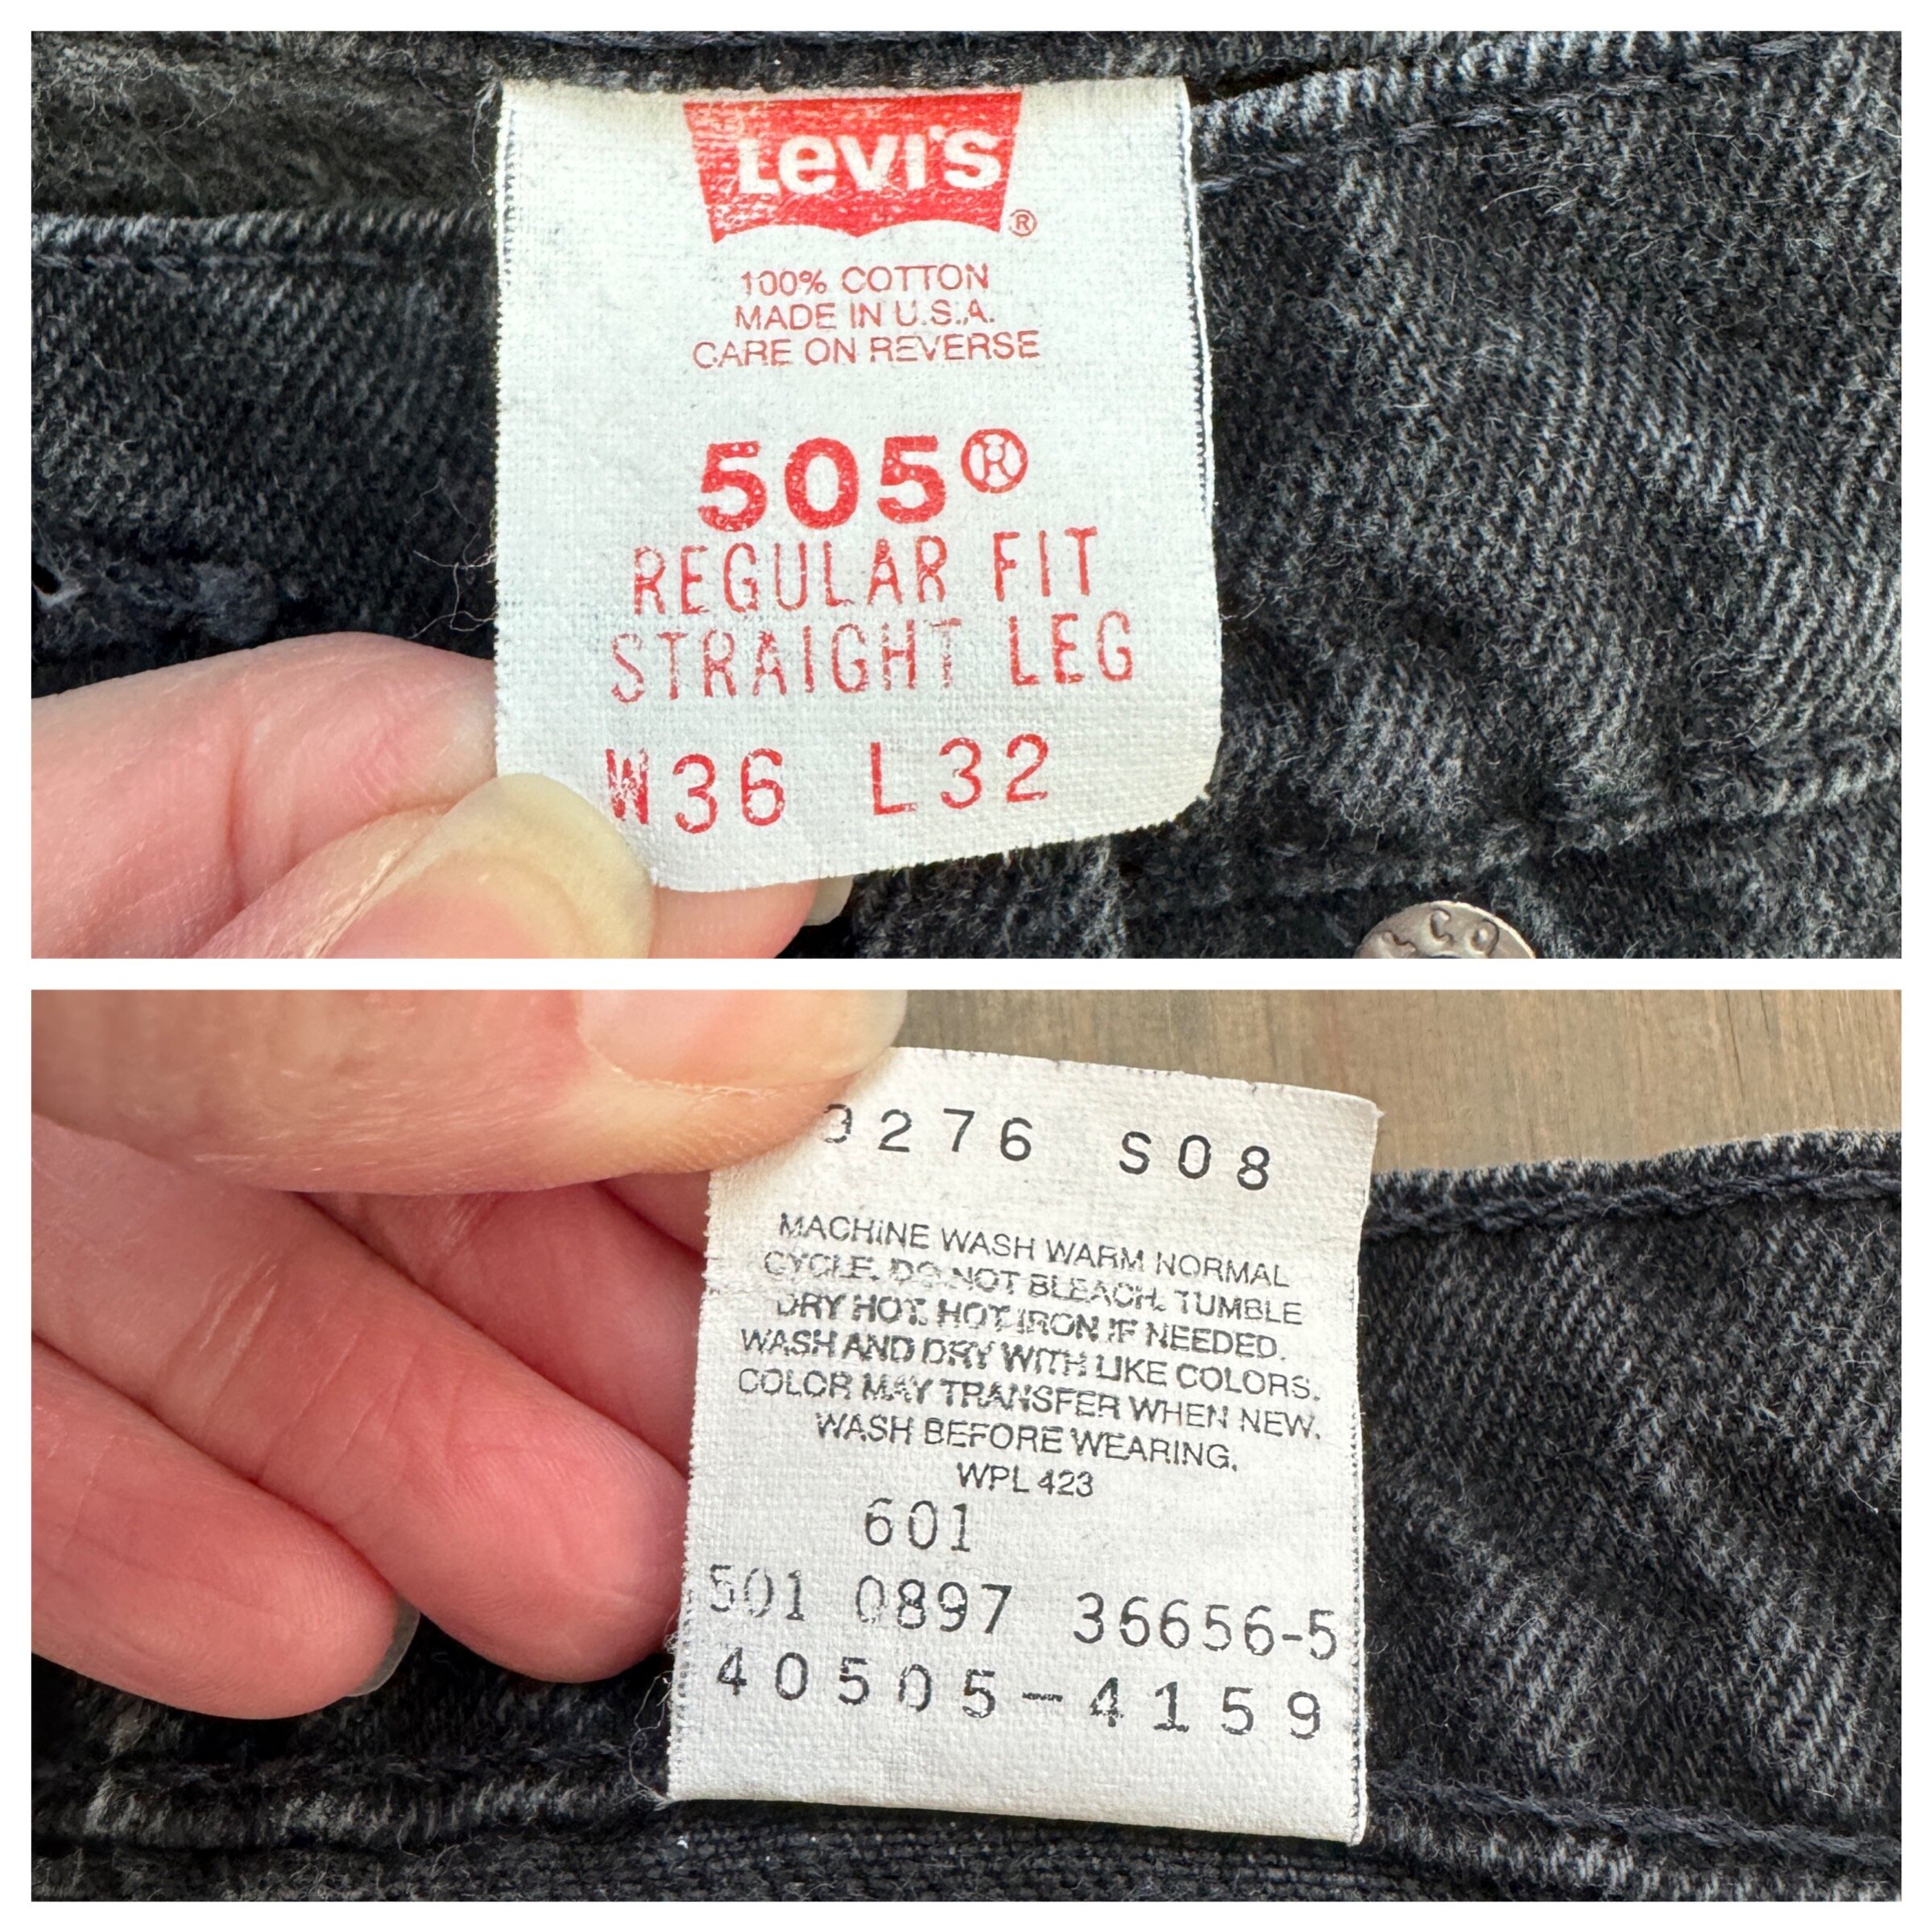 Levi's
®
100% COTTON
MADE IN U.S.A.
CARE ON REVERSE
505®
REGULAR FIT
STRAIGHT LEG
W36 L32
S08
MACHINE WASH WARM NORMAL
CYCLE. DO NOT BLEACH. TUMBLE
DRY HOT. HOT IRON IF NEEDED.
WASH AND DRY WITH LIKE COLORS.
COLOR MAY TRANSFER WHEN NEW.
WASH BEFORE WEARING.
WPL 423
601
501 0897 36656-5
40505-4159